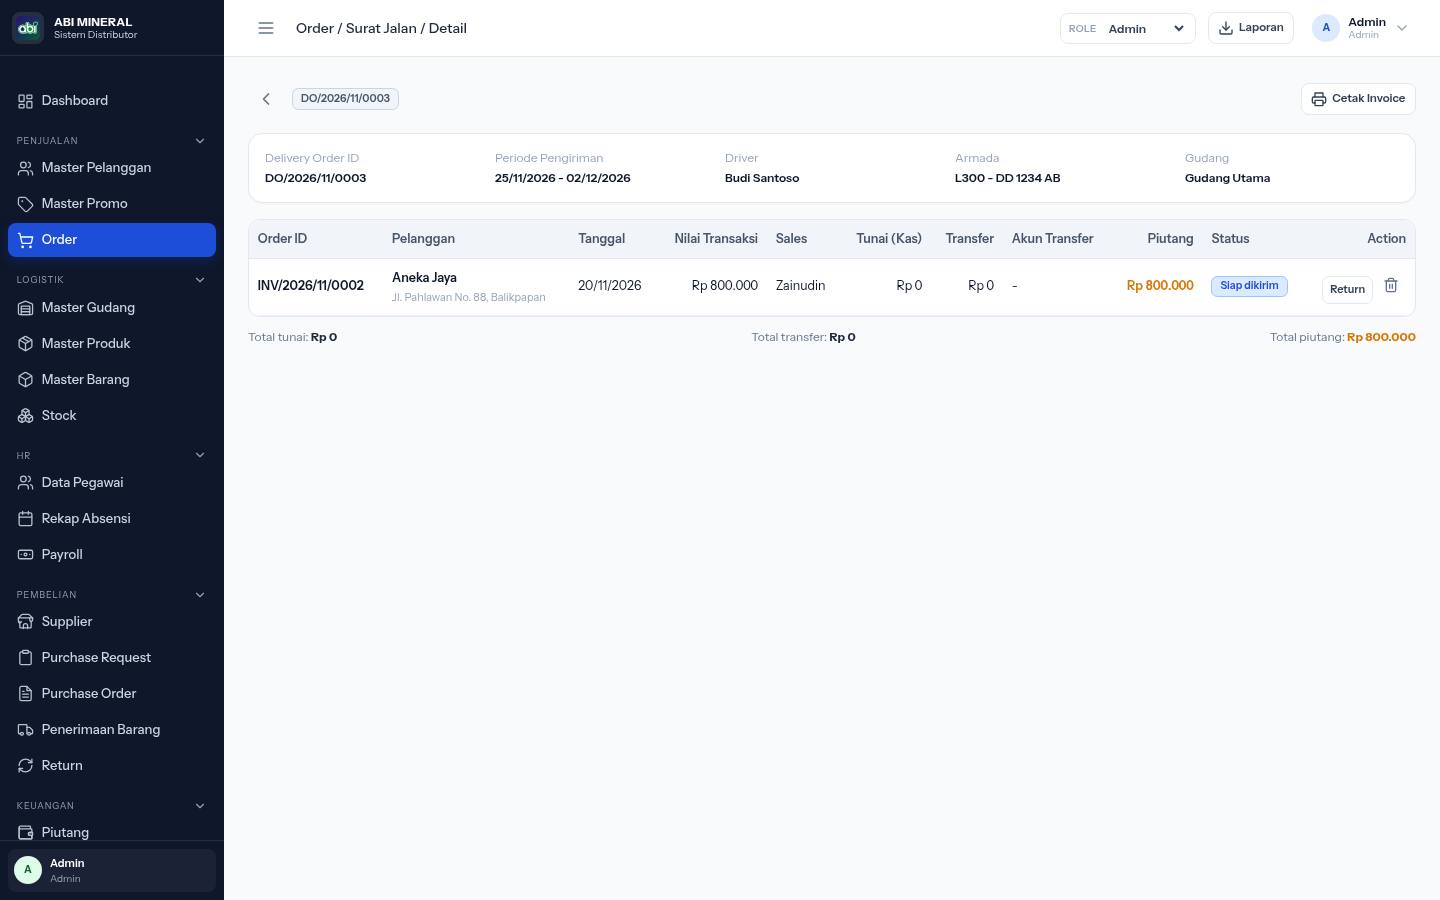 abi
ABI MINERAL
Sistem Distributor
Order / Surat Jalan / Detail
ROLE Admin
Laporan
A
Admin
Admin
Dashboard
PENJUALAN
Master Pelanggan
Master Promo
Order
LOGISTIK
Master Gudang
Master Produk
Master Barang
Stock
HR
Data Pegawai
Rekap Absensi
Payroll
PEMBELIAN
Supplier
Purchase Request
Purchase Order
Penerimaan Barang
Return
KEUANGAN
Piutang
A
Admin
Admin
DO/2026/11/0003
Cetak Invoice
Delivery Order ID Periode Pengiriman Driver Armada Gudang
DO/2026/11/0003 25/11/2026 - 02/12/2026 Budi Santoso L300 - DD 1234 AB Gudang Utama
Order ID Pelanggan Tanggal Nilai Transaksi Sales Tunai (Kas) Transfer Akun Transfer Piutang Status Action
INV/2026/11/0002 Aneka Jaya 20/11/2026 Rp 800.000 Zainudin Rp 0 Rp 0 - Rp 800.000 Siap dikirim Return
Jl. Pahlawan No. 88, Balikpapan
Total tunai: Rp 0 Total transfer: Rp 0 Total piutang: Rp 800.000